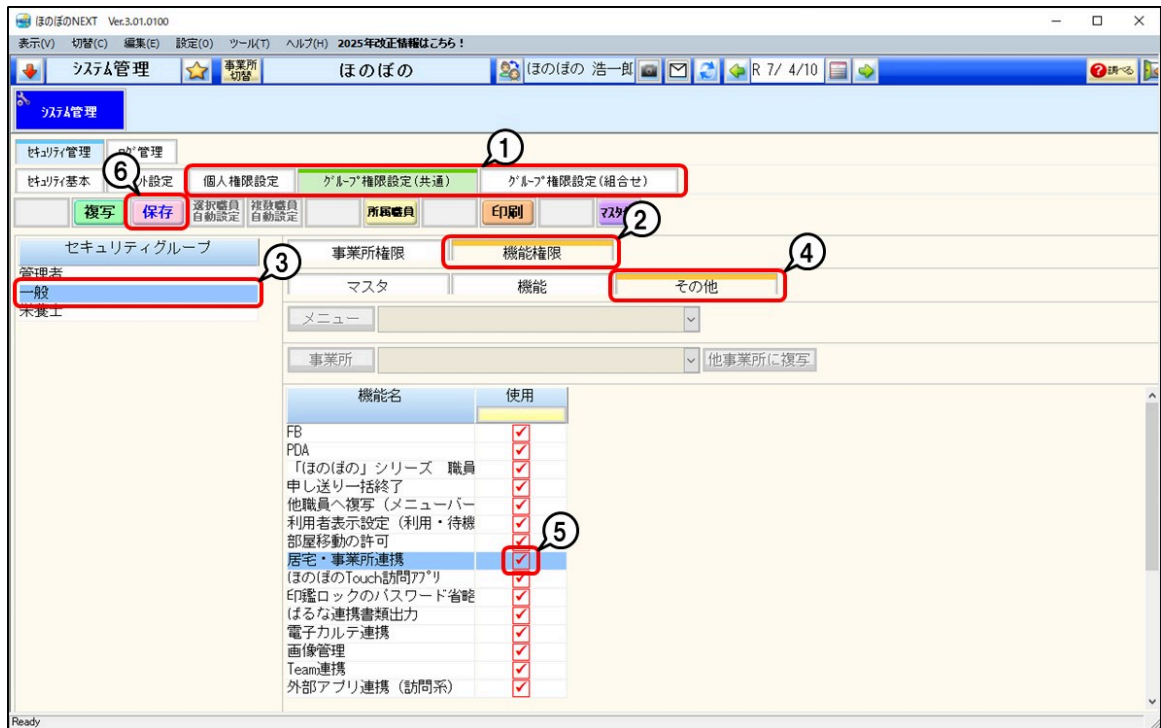 ほのぼのNEXT Ver.3.01.0100
表示(V) 切替(C) 編集(E) 設定(O) ツール(T) ヘルプ(H) 2025年改正情報はこちら！
ｼｽﾃﾑ管理 事業所切替 ほのぼの ほのぼの 浩一郎 R 7/ 4/10 調べる
ｼｽﾃﾑ管理
ｾｷｭﾘﾃｨ管理 ﾛｸﾞ管理
①
ｾｷｭﾘﾃｨ基本 ⑥ ﾄ設定 個人権限設定 ｸﾞﾙｰﾌﾟ権限設定(共通) ｸﾞﾙｰﾌﾟ権限設定(組合せ)
複写 保存 選択職員自動設定 複数職員自動設定 所属職員 印刷 ﾏｽﾀ
②
セキュリティグループ 事業所権限 機能権限
③ ④
管理者
一般 マスタ 機能 その他
栄養士
メニュー
事業所 他事業所に複写
機能名 使用
FB
PDA
「ほのぼの」シリーズ 職員
申し送り一括終了
他職員へ複写（メニューバー
利用者表示設定（利用・待機
部屋移動の許可
⑤
居宅・事業所連携
ほのぼのTouch訪問ｱﾌﾟﾘ
印鑑ロックのパスワード省略
ぱるな連携書類出力
電子カルテ連携
画像管理
Team連携
外部アプリ連携（訪問系）
Ready